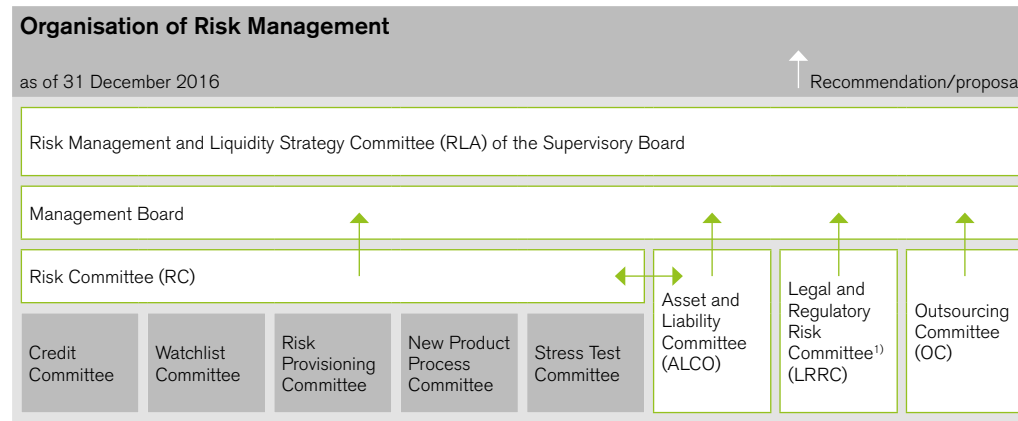 Organisation of Risk Management
as of 31 December 2016
Recommendation/proposa
Risk Management and Liquidity Strategy Committee (RLA) of the Supervisory Board
Management Board
Risk Committee (RC)
Credit
Committee
Watchlist
Committee
Risk
Provisioning
Committee
New Product
Process
Committee
Stress Test
Committee
Asset and
Liability
Committee
(ALCO)
Legal and
Regulatory
Risk
Committee¹⁾
(LRRC)
Outsourcing
Committee
(OC)